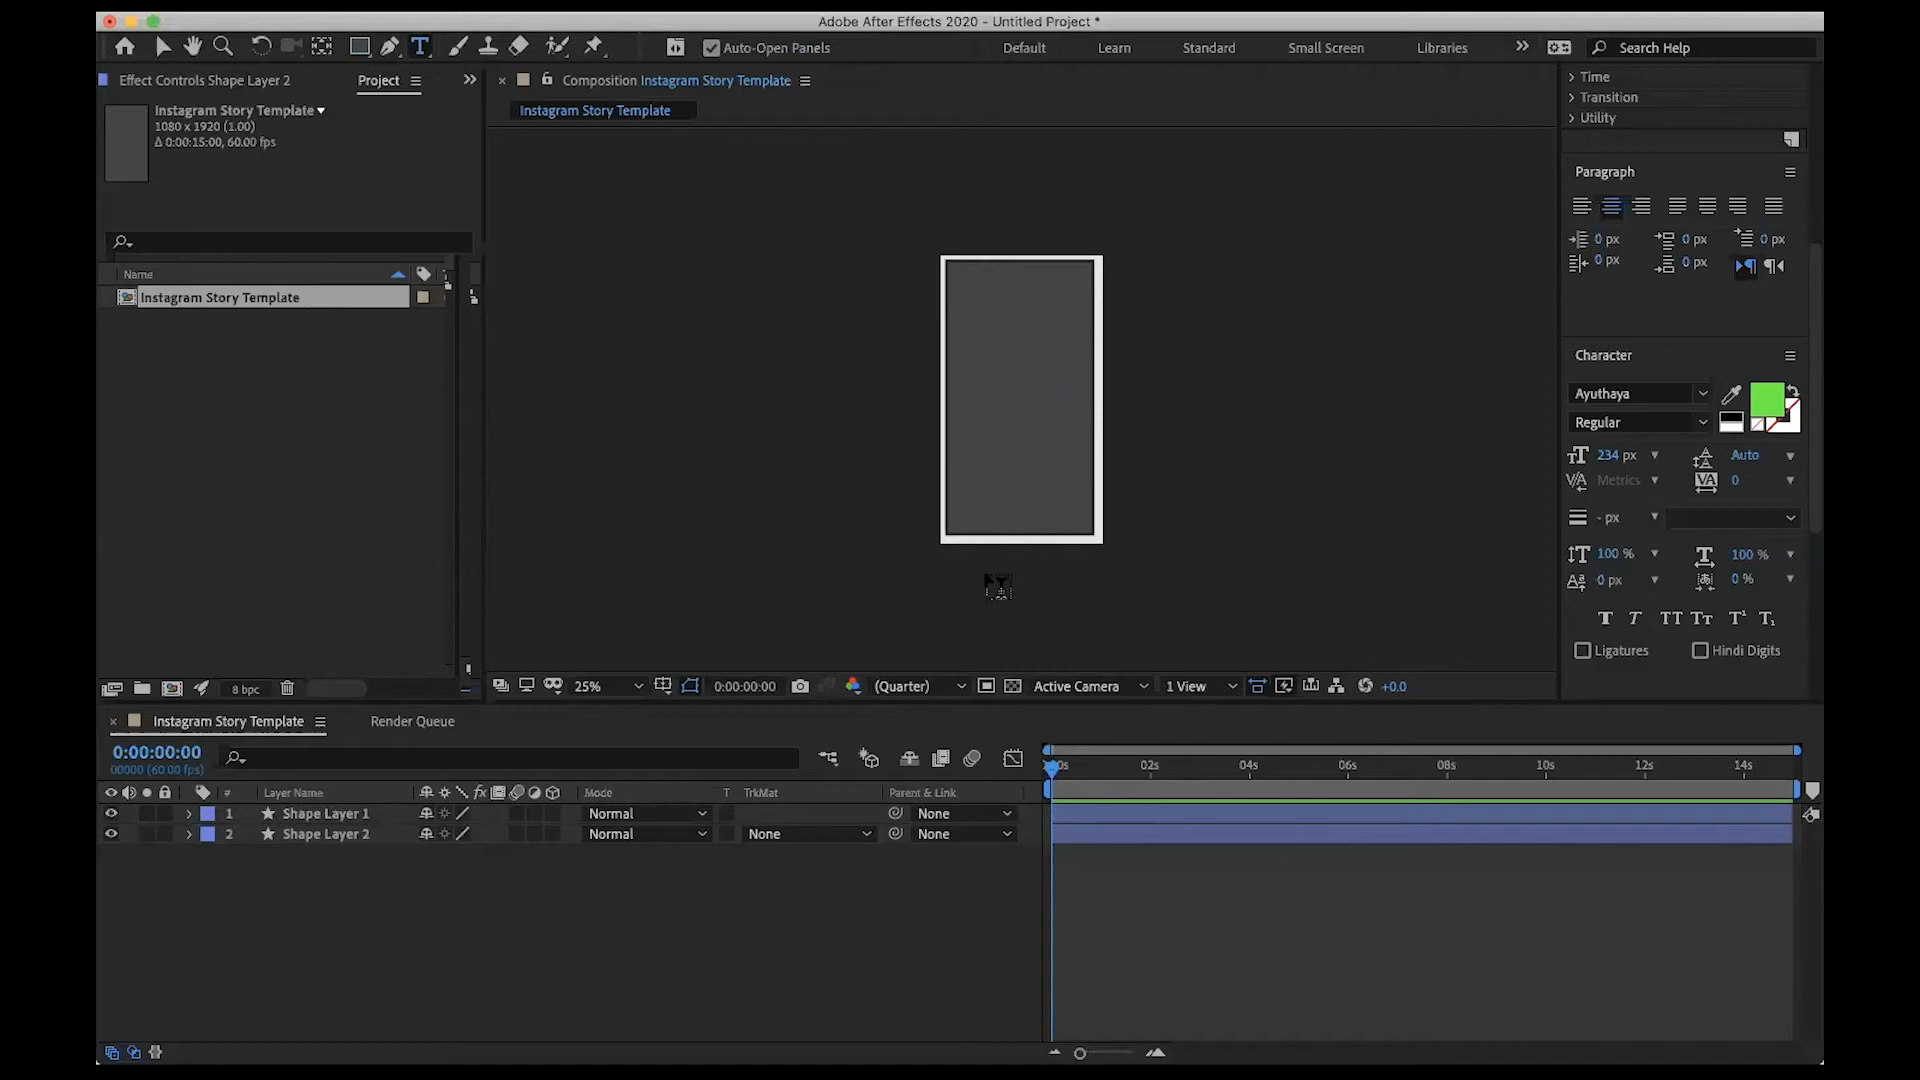 Adobe After Effects 2020 - Untitled Project *
Auto-Open Panels
Default
Learn
Standard
Small Screen
Libraries
Search Help
Effect Controls Shape Layer 2
Project
Composition Instagram Story Template
Instagram Story Template
Instagram Story Template
1080 x 1920 (1.00)
Δ 0:00:15:00, 60.00 fps
Name
Instagram Story Template
8 bpc
25%
0:00:00:00
(Quarter)
Active Camera
1 View
+0.0
Time
Transition
Utility
Paragraph
0 px
0 px
0 px
0 px
0 px
Character
Ayuthaya
Regular
234 px
Auto
Metrics
0
- px
100 %
100 %
0 px
0 %
T T TT Tt T¹ T₁
Ligatures
Hindi Digits
Instagram Story Template
Render Queue
0:00:00:00
00000 (60.00 fps)
02s
04s
06s
08s
10s
12s
14s
# Layer Name
Mode
T TrkMat
Parent & Link
1 Shape Layer 1 Normal None
2 Shape Layer 2 Normal None None